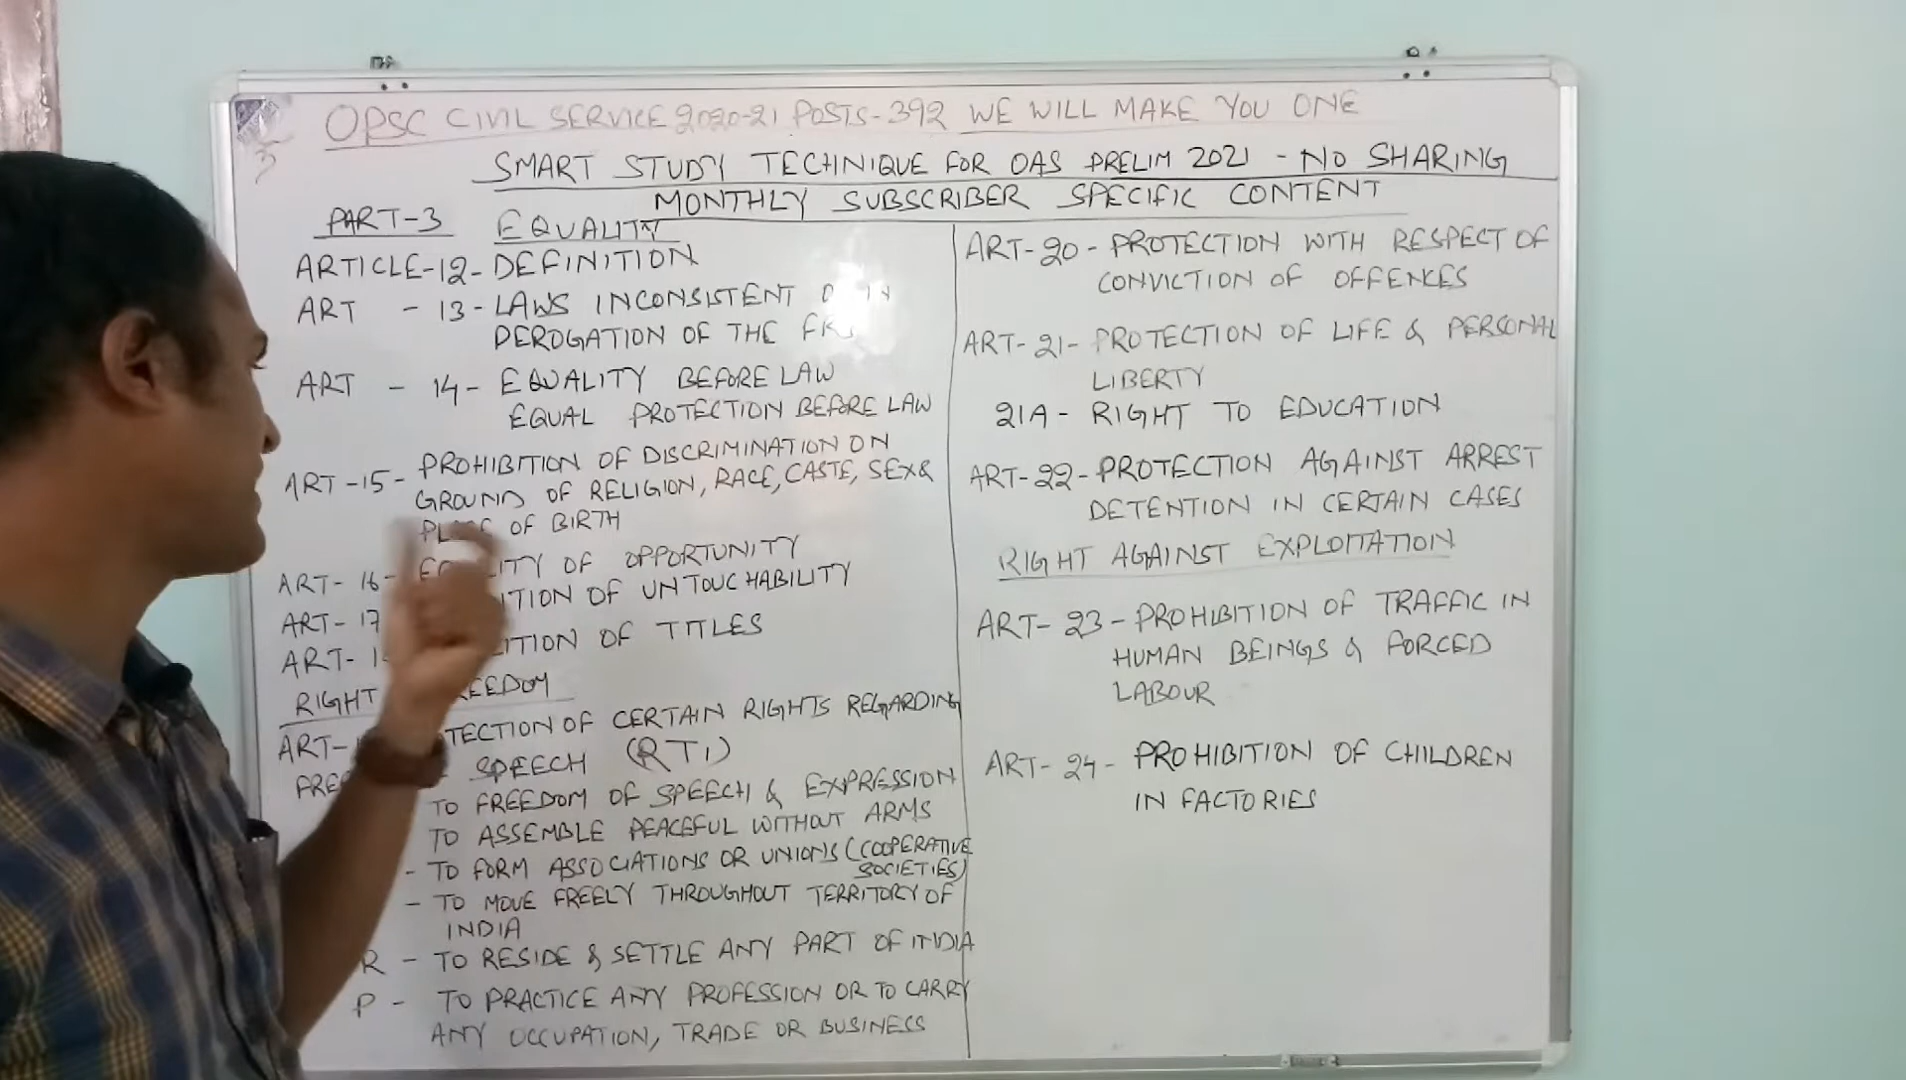 OPSC CIVIL SERVICE 2020-21 POSTS-392 WE WILL MAKE YOU ONE
SMART STUDY TECHNIQUE FOR OAS PRELIM 2021 - NO SHARING
MONTHLY SUBSCRIBER SPECIFIC CONTENT
PART-3 EQUALITY
ARTICLE-12-DEFINITION
ART - 13-LAWS INCONSISTENT IN
DEROGATION OF THE
ART - 14- EQUALITY BEFORE LAW
EQUAL PROTECTION BEFORE LAW
ART-15-PROHIBITION OF DISCRIMINATION ON
GROUND OF RELIGION, RACE, CASTE, SEX &
OF BIRTH
ART- 16- OF OPPORTUNITY
ART- 17 OF UNTOUCHABILITY
ART- OF TITLES
RIGHT
ART- OF CERTAIN RIGHTS REGARDING
SPEECH (RTI)
TO FREEDOM OF SPEECH & EXPRESSION
TO ASSEMBLE PEACEFUL WITHOUT ARMS
- TO FORM ASSOCIATIONS OR UNIONS (COOPERATIVE
SOCIETIES)
- TO MOVE FREELY THROUGHOUT TERRITORY OF
INDIA
R - TO RESIDE & SETTLE ANY PART OF INDIA
P - TO PRACTICE ANY PROFESSION OR TO CARRY
ANY OCCUPATION, TRADE OR BUSINESS
ART-20-PROTECTION WITH RESPECT OF
CONVICTION OF OFFENCES
ART-21-PROTECTION OF LIFE & PERSONAL
LIBERTY
21A- RIGHT TO EDUCATION
ART-22-PROTECTION AGAINST ARREST
DETENTION IN CERTAIN CASES
RIGHT AGAINST EXPLOITATION
ART- 23-PROHIBITION OF TRAFFIC IN
HUMAN BEINGS & FORCED
LABOUR
ART- 24- PROHIBITION OF CHILDREN
IN FACTORIES